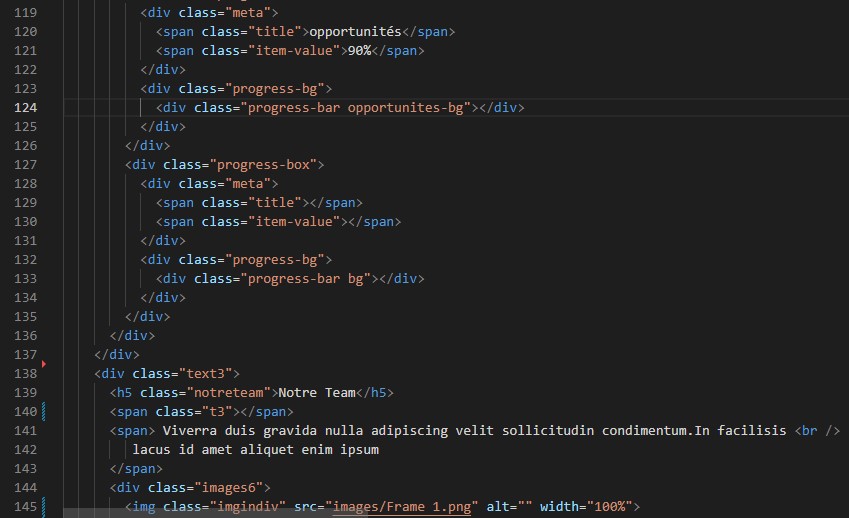 119 <div class="meta">
120 <span class="title">opportunités</span>
121 <span class="item-value">90%</span>
122 </div>
123 <div class="progress-bg">
124 <div class="progress-bar opportunites-bg"></div>
125 </div>
126 </div>
127 <div class="progress-box">
128 <div class="meta">
129 <span class="title"></span>
130 <span class="item-value"></span>
131 </div>
132 <div class="progress-bg">
133 <div class="progress-bar bg"></div>
134 </div>
135 </div>
136 </div>
137 </div>
138 <div class="text3">
139 <h5 class="notreteam">Notre Team</h5>
140 <span class="t3"></span>
141 <span> Viverra duis gravida nulla adipiscing velit sollicitudin condimentum.In facilisis <br />
142 lacus id amet aliquet enim ipsum
143 </span>
144 <div class="images6">
145 <img class="imgindiv" src="images/Frame 1.png" alt="" width="100%">